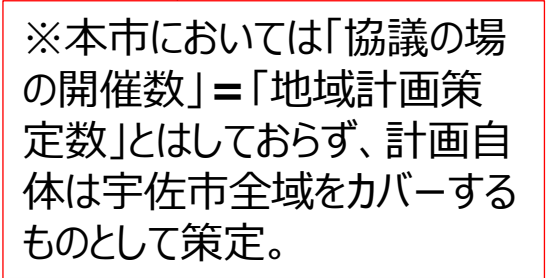 ※本市においては｢協議の場
の開催数｣＝｢地域計画策
定数｣とはしておらず、計画自
体は宇佐市全域をカバーする
ものとして策定。